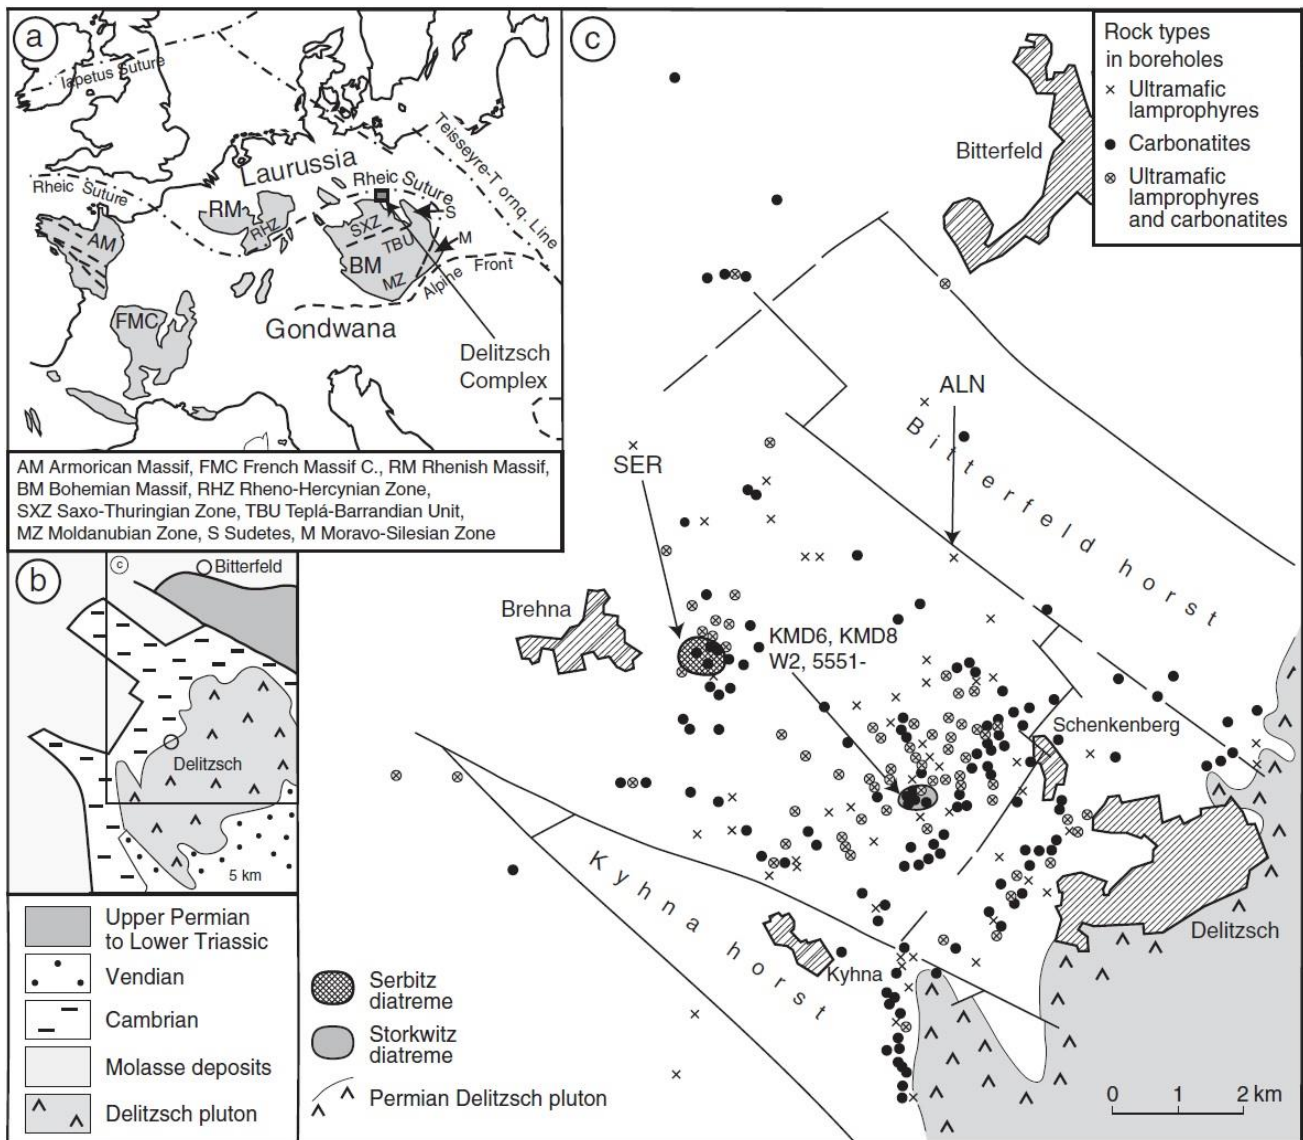 a
Iapetus Suture
Teisseyre-T ornq. Line
Laurussia
Rheic Suture
Rheic Suture
RM
RHZ
SXZ
S
AM
TBU
M
BM
MZ
Alpine Front
FMC
Gondwana
Delitzsch
Complex
AM Armorican Massif, FMC French Massif C., RM Rhenish Massif,
BM Bohemian Massif, RHZ Rheno-Hercynian Zone,
SXZ Saxo-Thuringian Zone, TBU Teplá-Barrandian Unit,
MZ Moldanubian Zone, S Sudetes, M Moravo-Silesian Zone
b
c
Bitterfeld
Delitzsch
5 km
Upper Permian
to Lower Triassic
Vendian
Cambrian
Molasse deposits
Delitzsch pluton
c
Rock types
in boreholes
Ultramafic
lamprophyres
Carbonatites
Ultramafic
lamprophyres
and carbonatites
Bitterfeld
ALN
SER
Bitterfeld horst
Brehna
KMD6, KMD8
W2, 5551-
Schenkenberg
Kyhna horst
Delitzsch
Kyhna
Serbitz
diatreme
Storkwitz
diatreme
Permian Delitzsch pluton
0 1 2 km